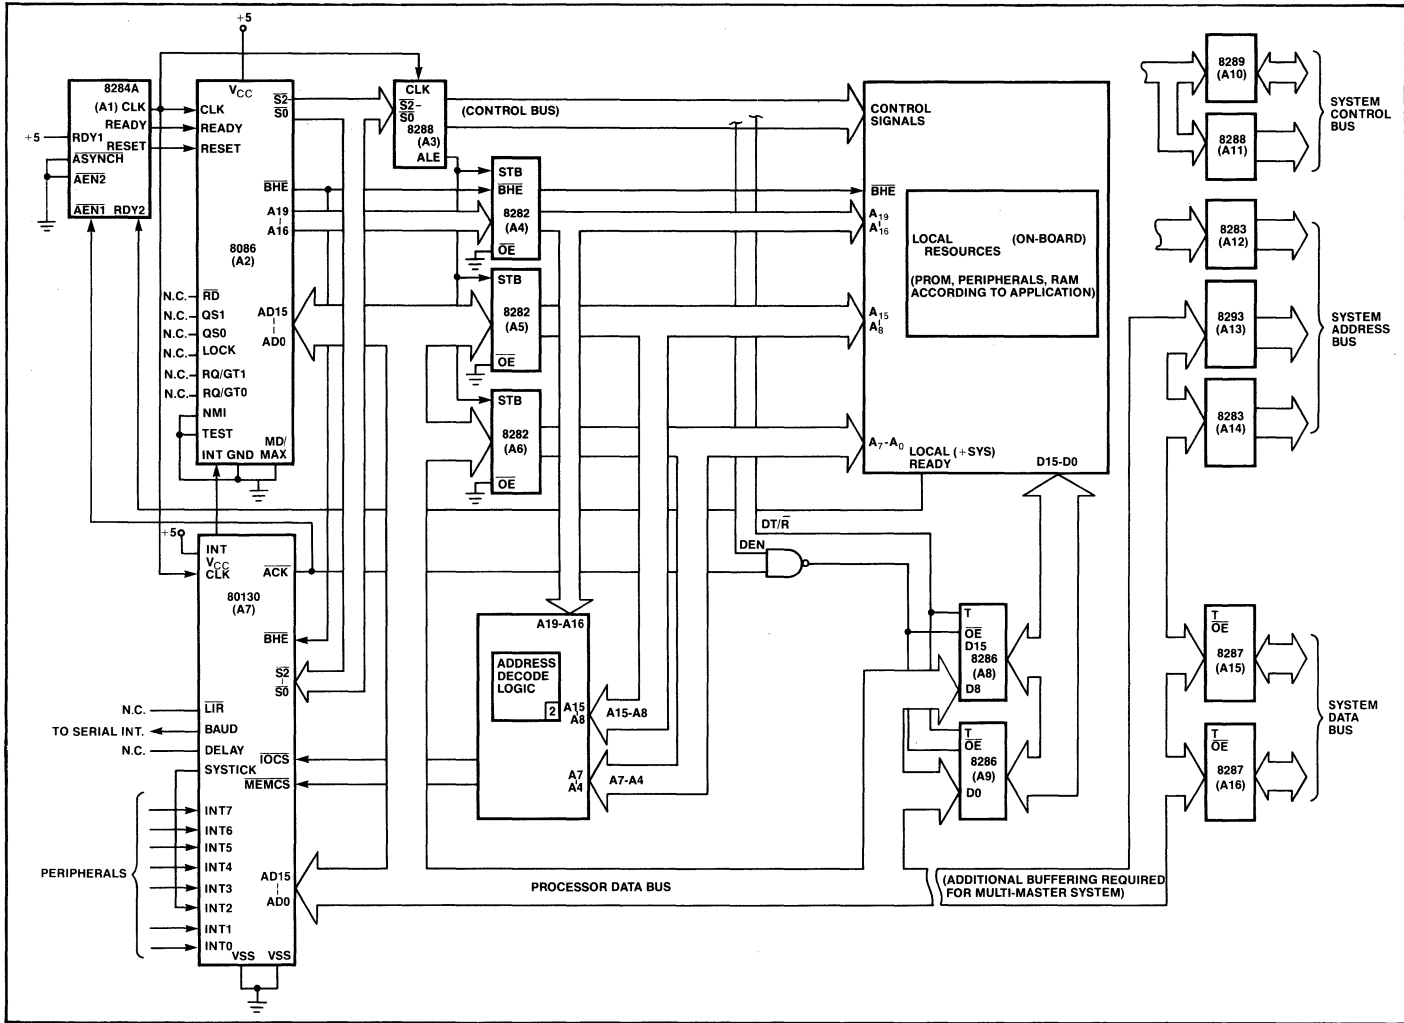 +5
8284A
(A1) CLK
READY
+5
RDY1
RESET
ASYNCH
AEN2
AEN1 RDY2
VCC
CLK
READY
RESET
S2
S0
BHE
A19
A16
8086
(A2)
AD15
AD0
N.C.
RD
N.C.
QS1
N.C.
QS0
N.C.
LOCK
N.C.
RQ/GT1
N.C.
RQ/GT0
NMI
TEST
MD/
INT GND MAX
CLK
S2-
S0
8288
(A3)
ALE
(CONTROL BUS)
STB
BHE
8282
(A4)
OE
STB
8282
(A5)
OE
STB
8282
(A6)
OE
CONTROL
SIGNALS
BHE
A19
A16
LOCAL (ON-BOARD)
RESOURCES
(PROM, PERIPHERALS, RAM
ACCORDING TO APPLICATION)
A15
A8
A7-A0
LOCAL (+SYS)
READY
D15-D0
8289
(A10)
8288
(A11)
SYSTEM
CONTROL
BUS
8283
(A12)
8293
(A13)
8283
(A14)
SYSTEM
ADDRESS
BUS
+5
INT
VCC
CLK
ACK
80130
(A7)
BHE
S2
S0
N.C.
LIR
TO SERIAL INT.
BAUD
N.C.
DELAY
SYSTICK
IOCS
MEMCS
INT7
INT6
INT5
INT4
INT3
INT2
INT1
INT0
PERIPHERALS
AD15
AD0
VSS VSS
A19-A16
ADDRESS
DECODE
LOGIC
2
A15
A8
A15-A8
A7
A4
A7-A4
DT/R
DEN
T
OE
D15
8286
(A8)
D8
T
OE
8286
(A9)
D0
PROCESSOR DATA BUS
(ADDITIONAL BUFFERING REQUIRED
FOR MULTI-MASTER SYSTEM)
T
OE
8287
(A15)
T
OE
8287
(A16)
SYSTEM
DATA
BUS